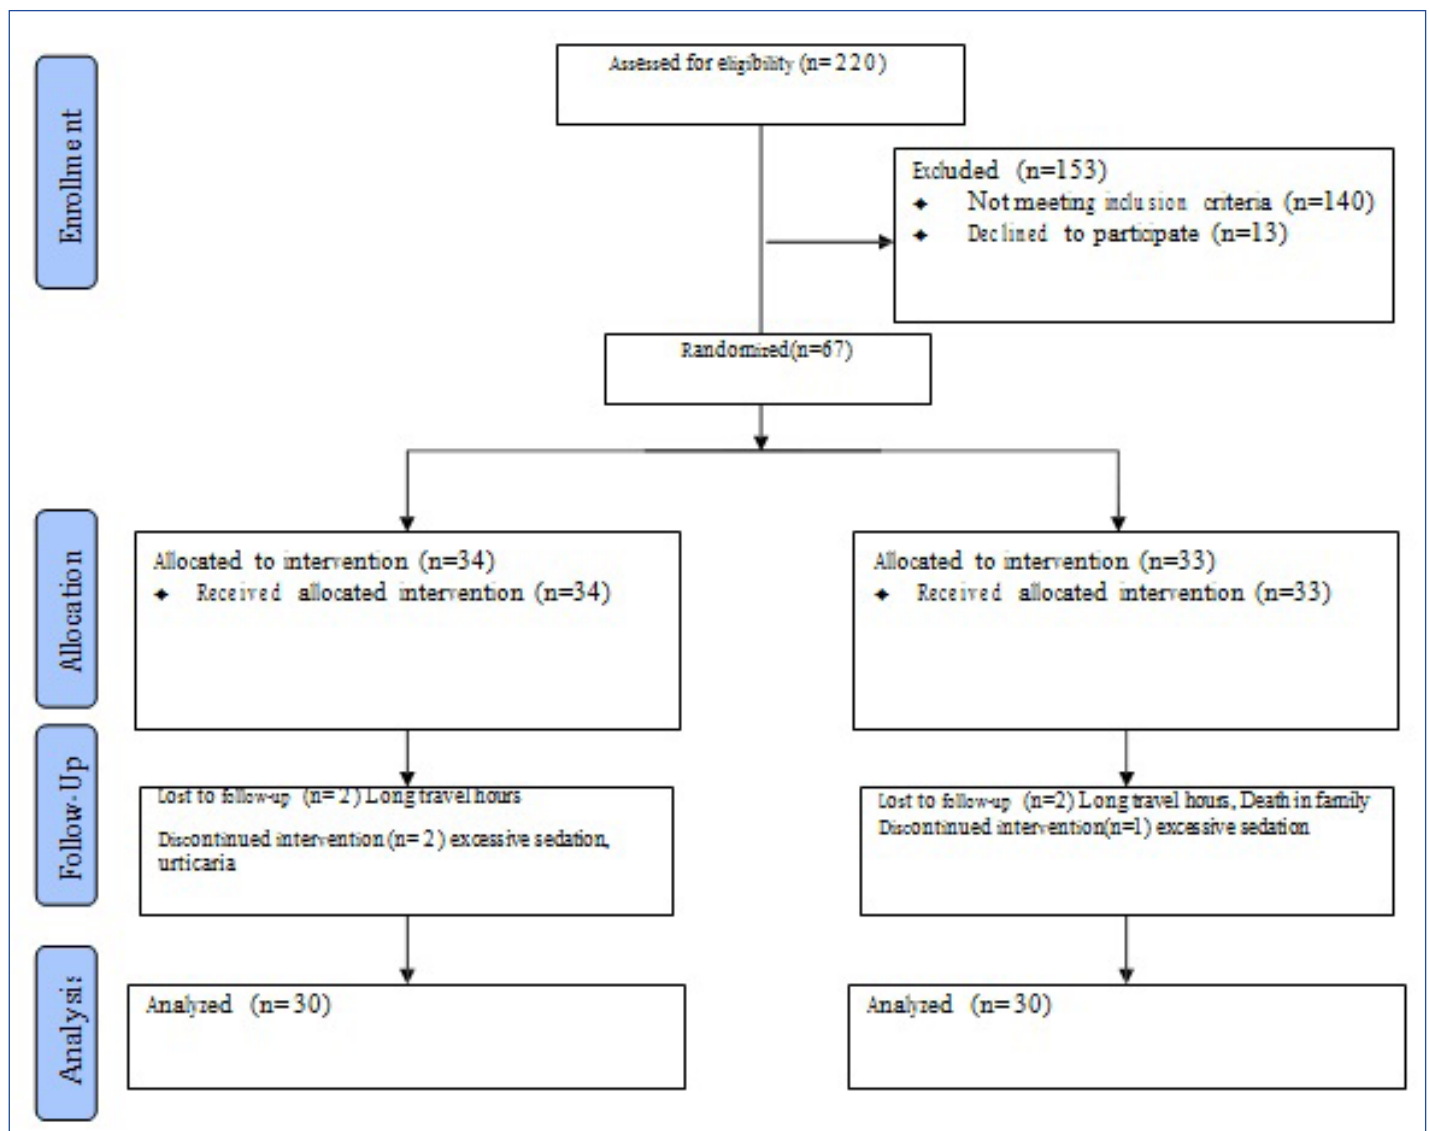 Enrollment
Assessed for eligibility (n=220)
Excluded (n=153)
✦ Not meeting inclusion criteria (n=140)
✦ Declined to participate (n=13)
Randomized(n=67)
Allocation
Allocated to intervention (n=34)
✦ Received allocated intervention (n=34)
Allocated to intervention (n=33)
✦ Received allocated intervention (n=33)
Follow-Up
Lost to follow-up (n=2) Long travel hours
Discontinued intervention (n=2) excessive sedation,
urticaria
Lost to follow-up (n=2) Long travel hours, Death in family
Discontinued intervention(n=1) excessive sedation
Analysis
Analyzed (n=30)
Analyzed (n=30)